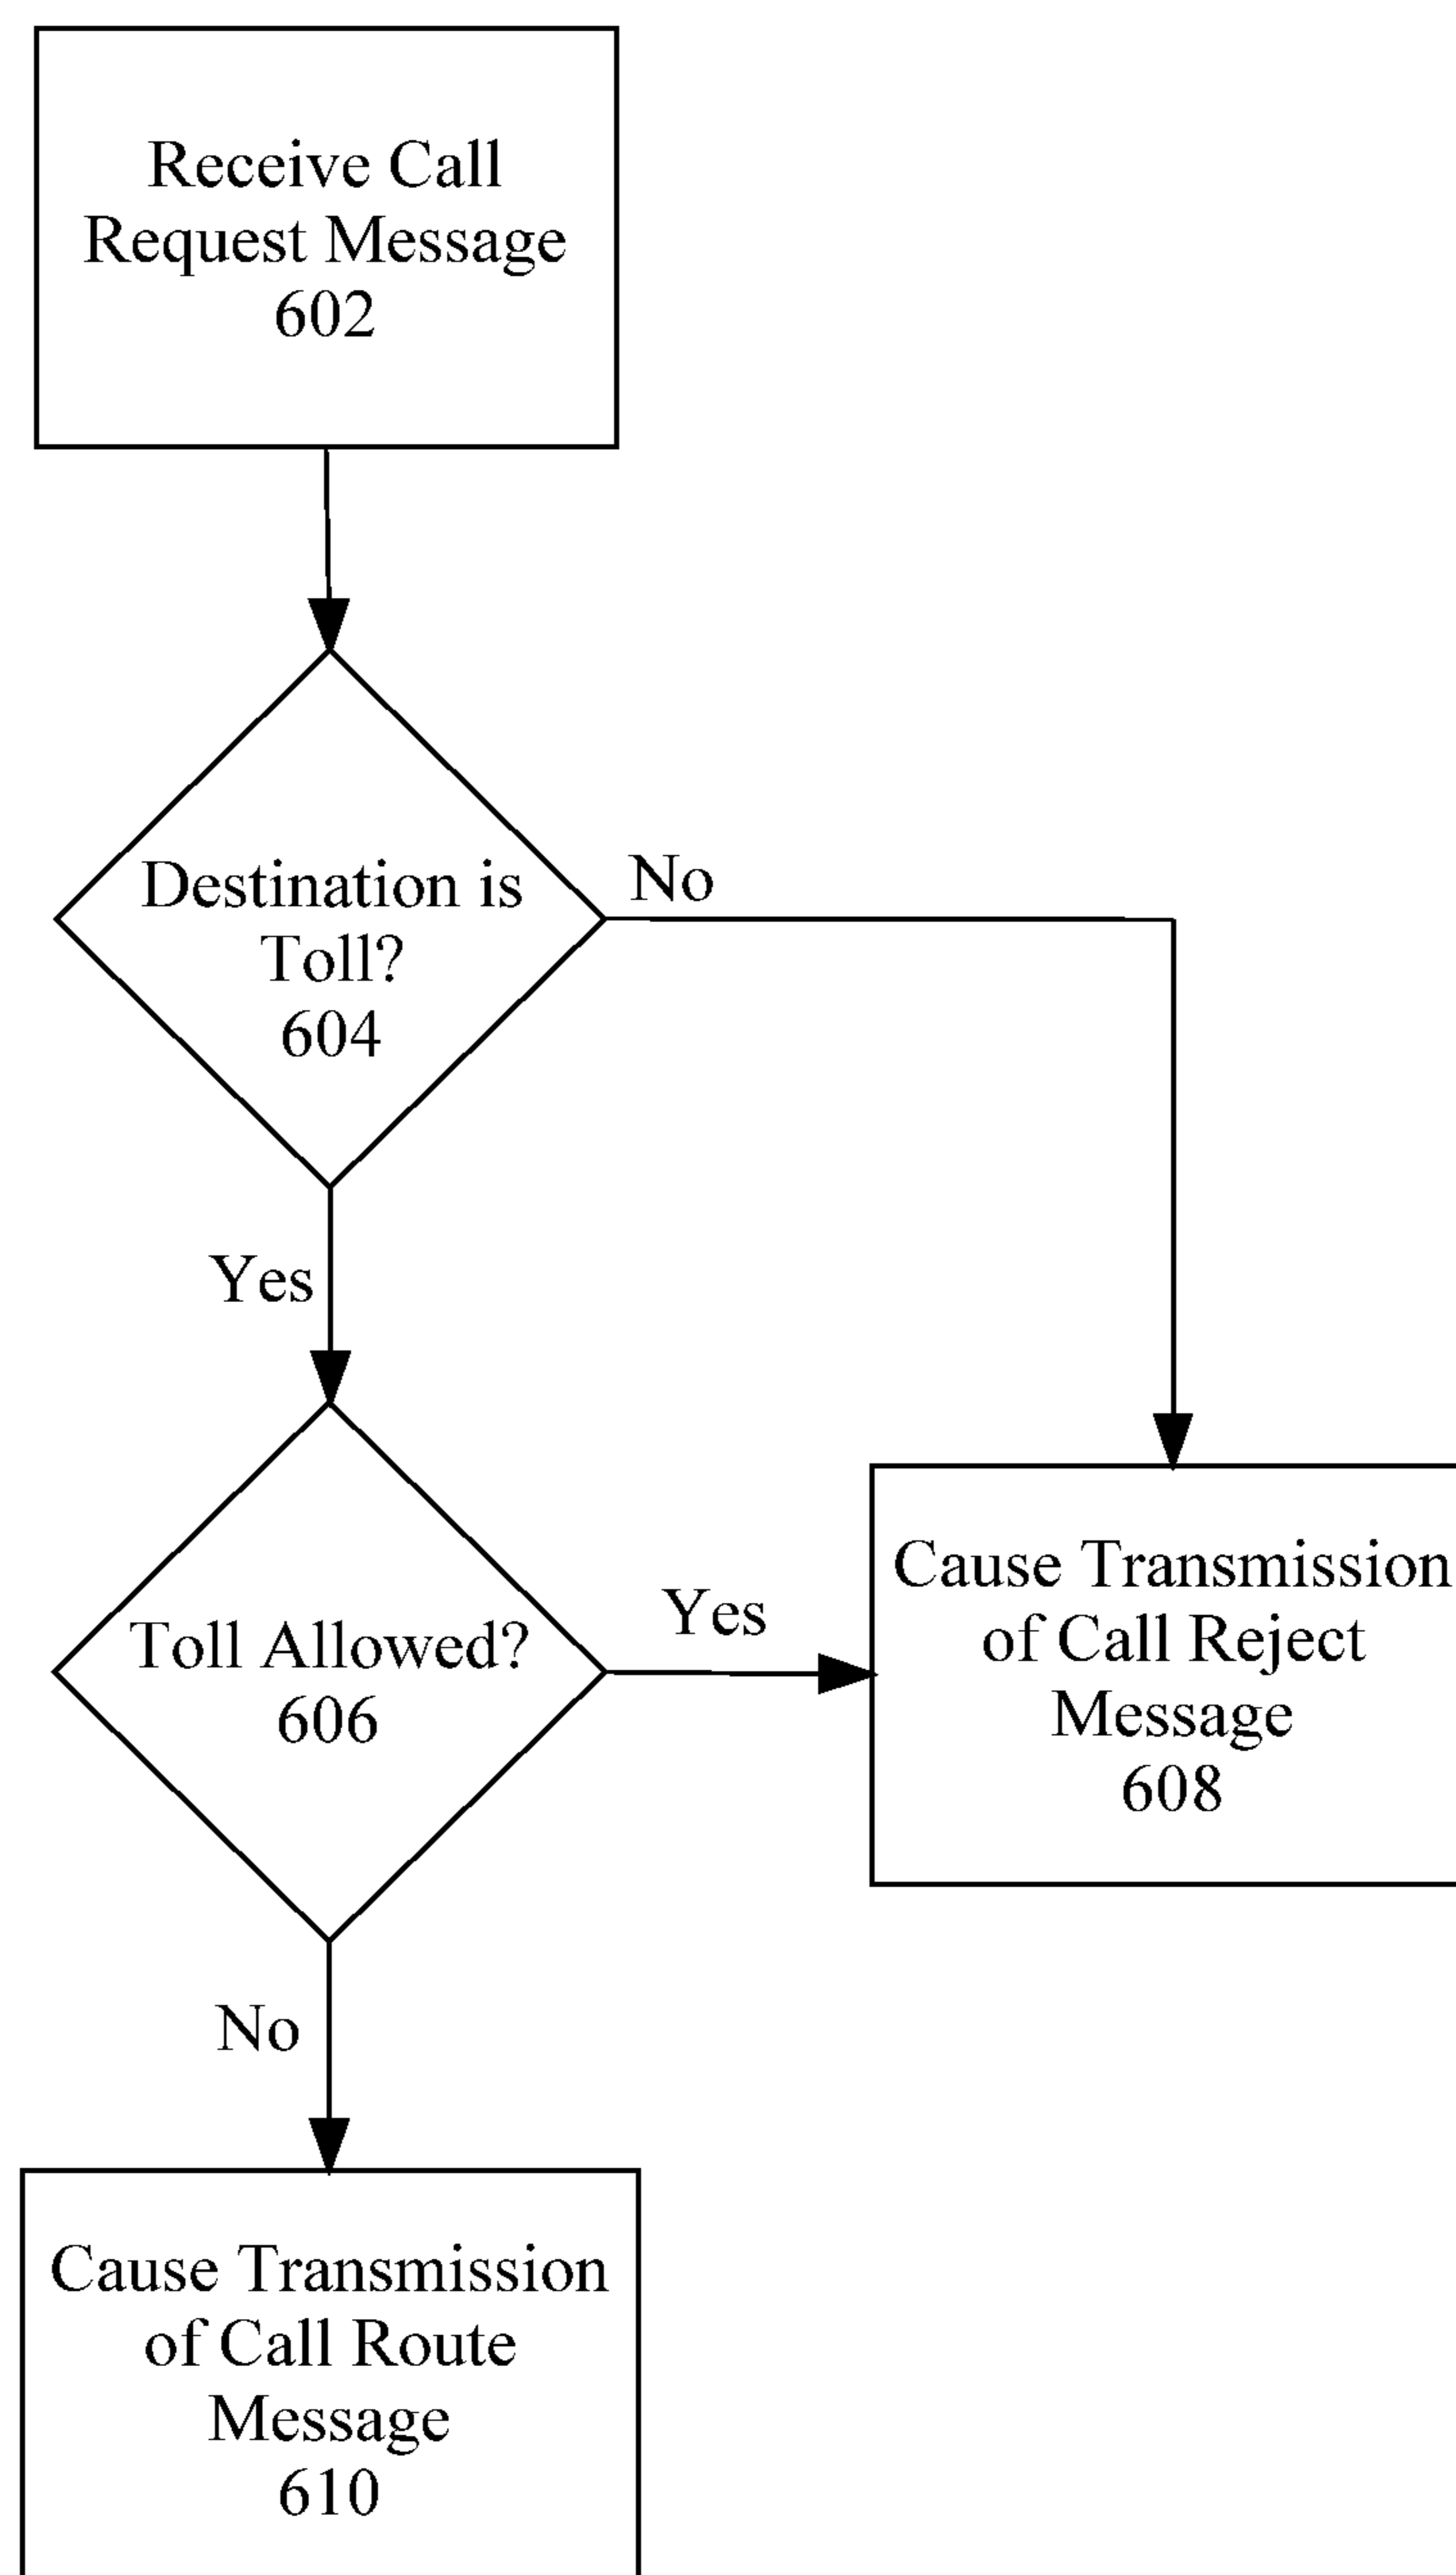 Receive Call
Request Message
602
Destination is
Toll?
604
No
Yes
Toll Allowed?
606
Yes
Cause Transmission
of Call Reject
Message
608
No
Cause Transmission
of Call Route
Message
610